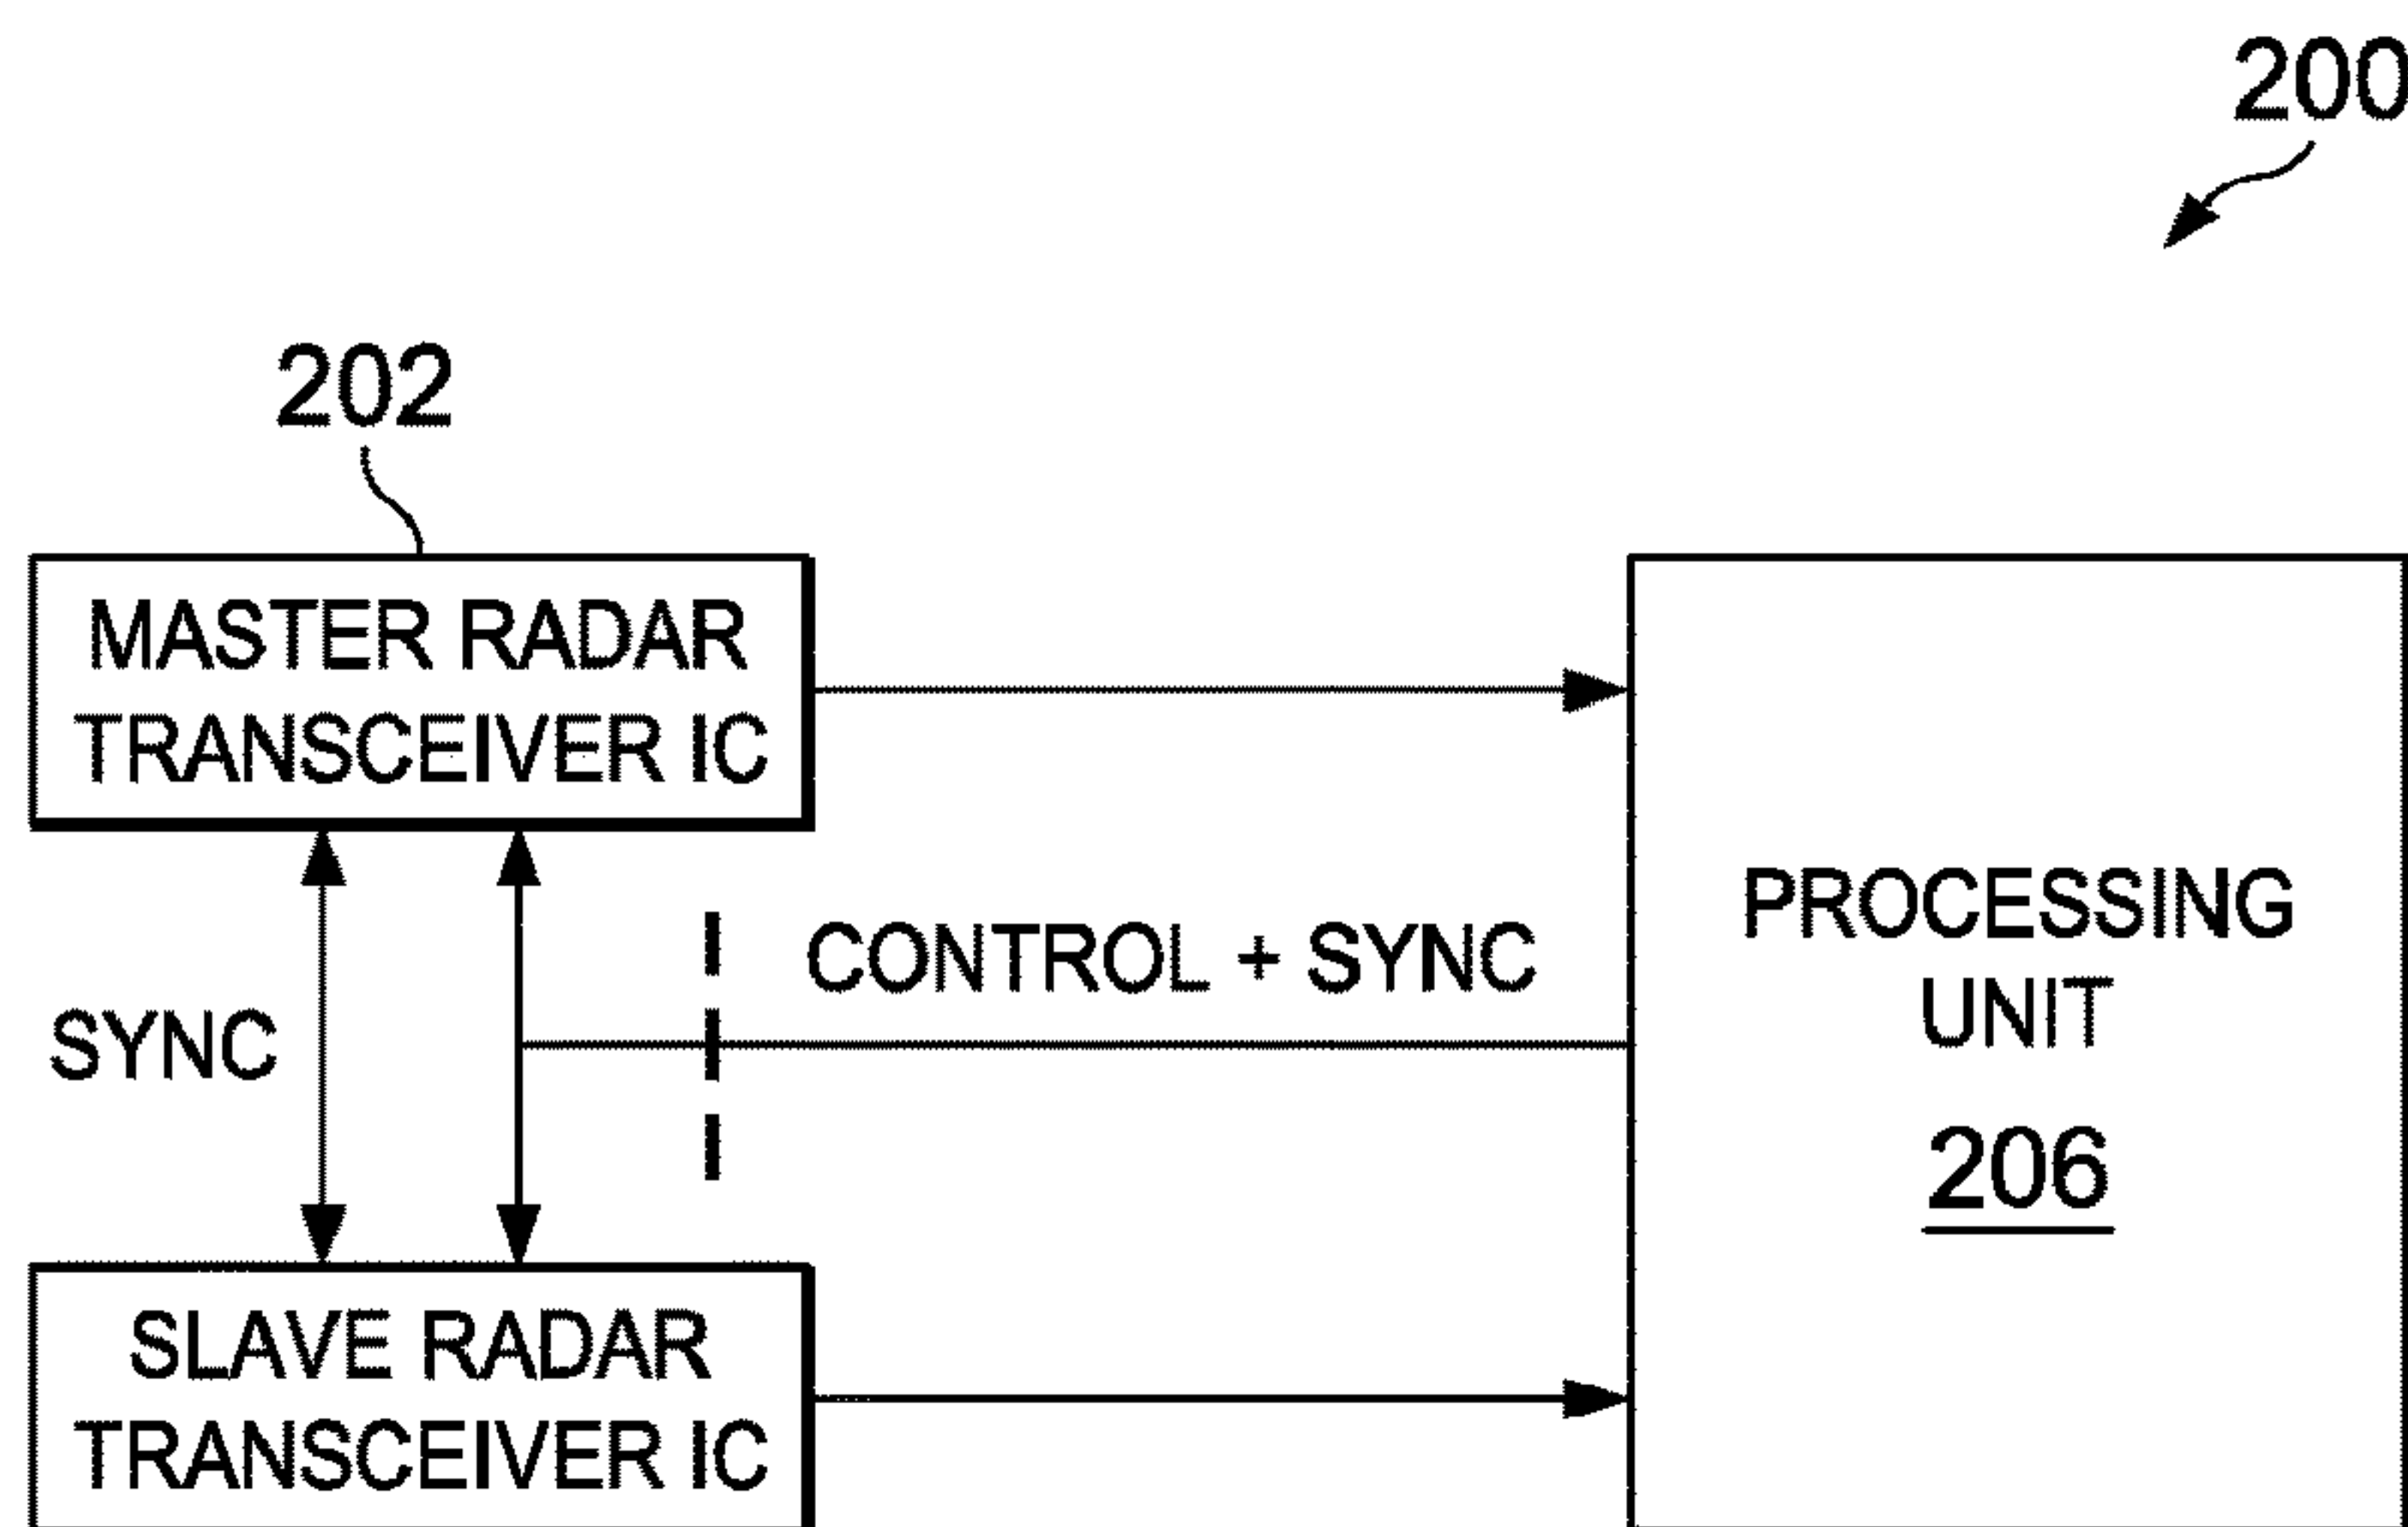 200
202
MASTER RADAR
TRANSCEIVER IC
CONTROL + SYNC
SYNC
PROCESSING
UNIT
206
SLAVE RADAR
TRANSCEIVER IC